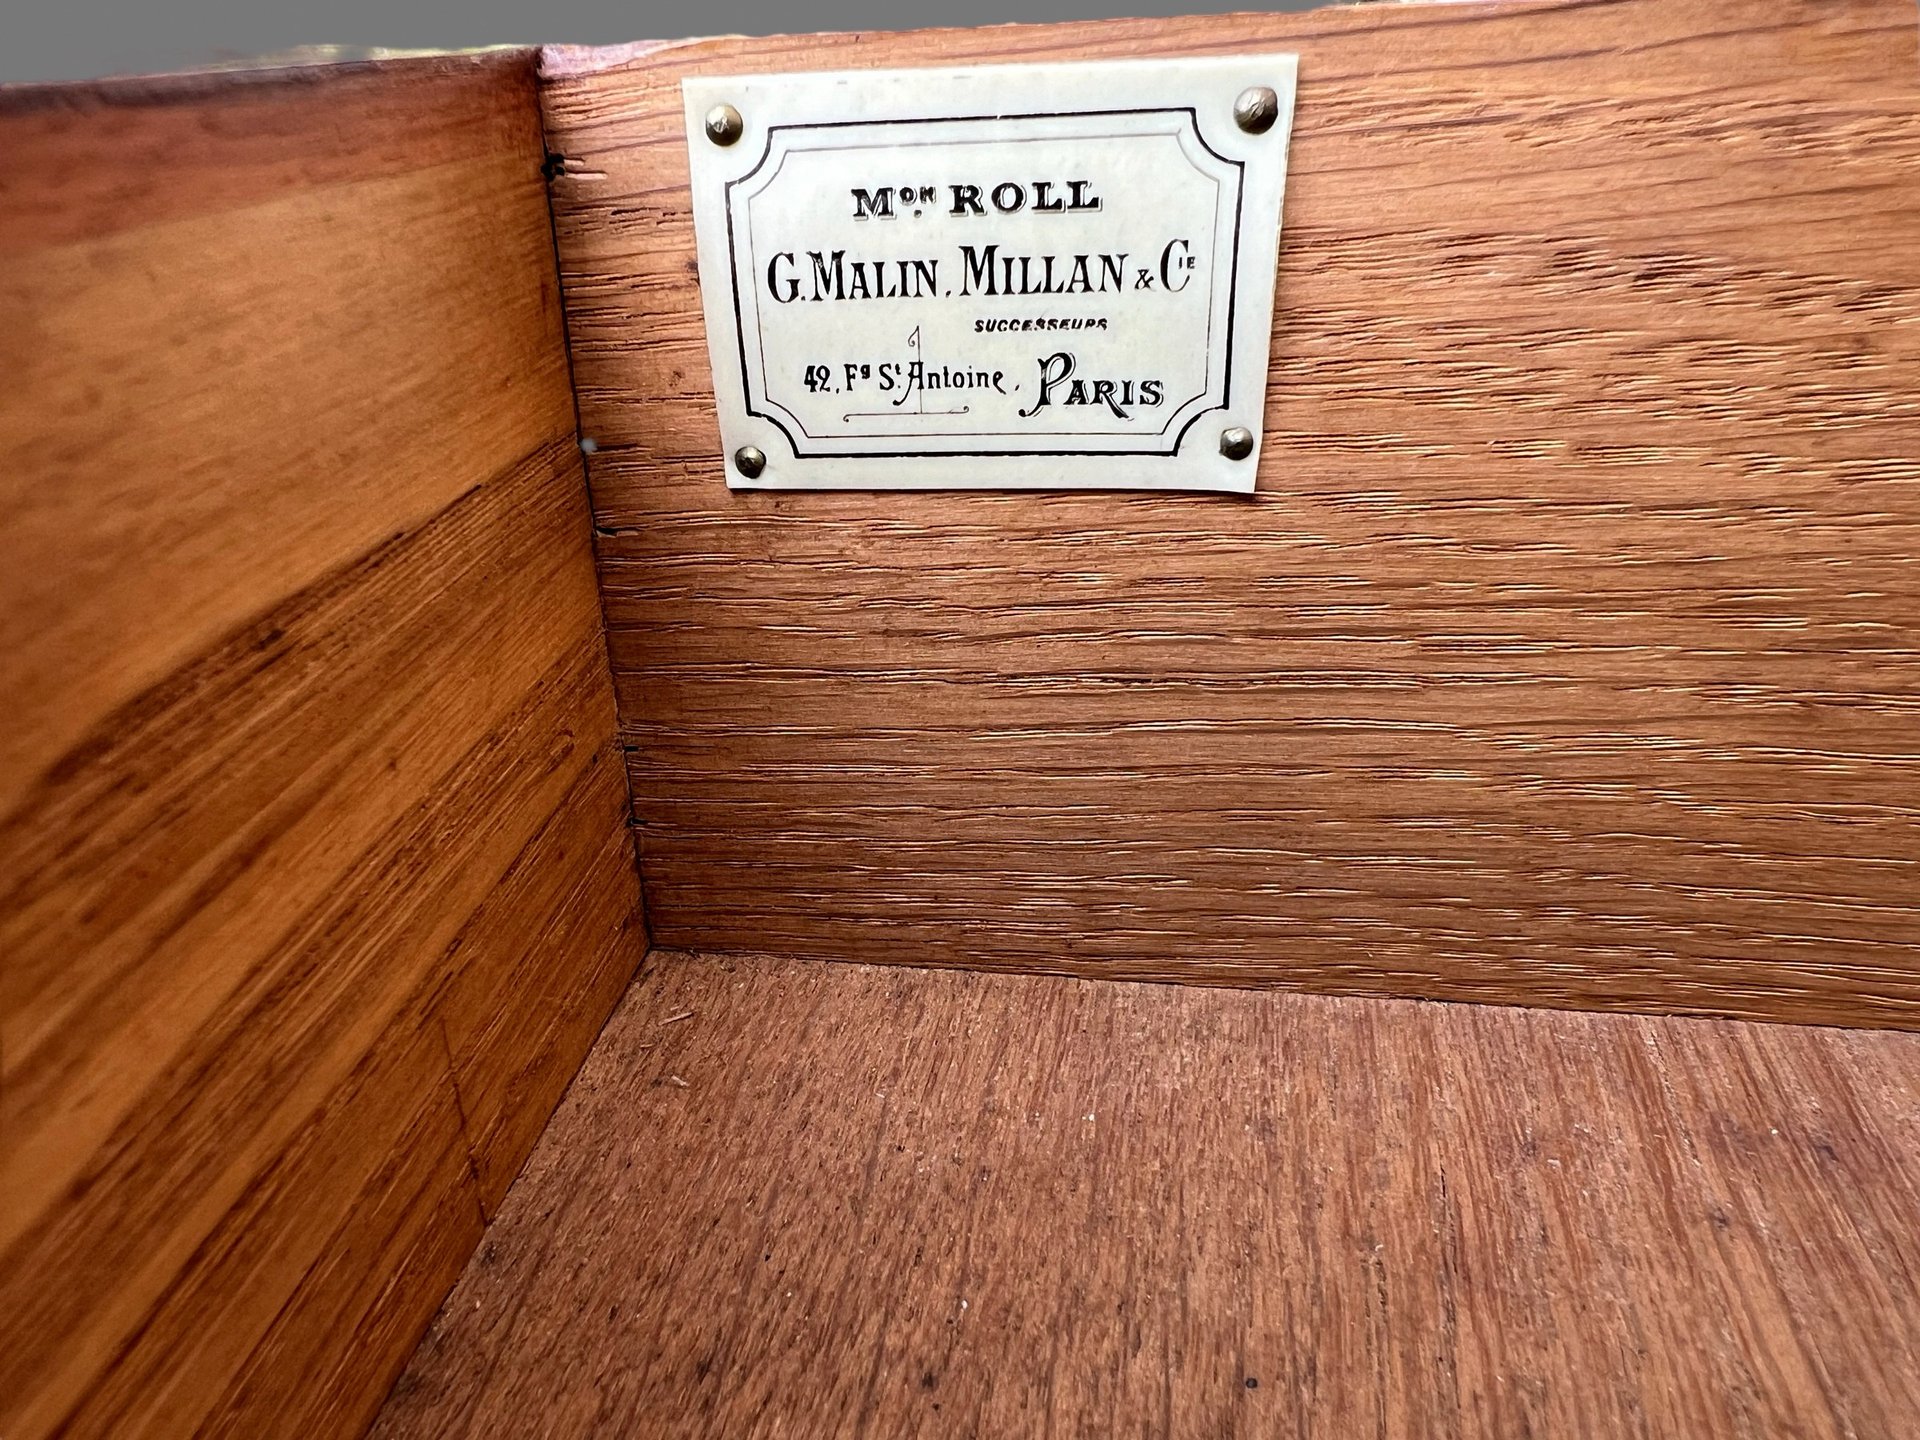 Mon ROLL
G. MALIN, MILLAN & Cie
SUCCESSEURS
42, Fg St. Antoine, PARIS